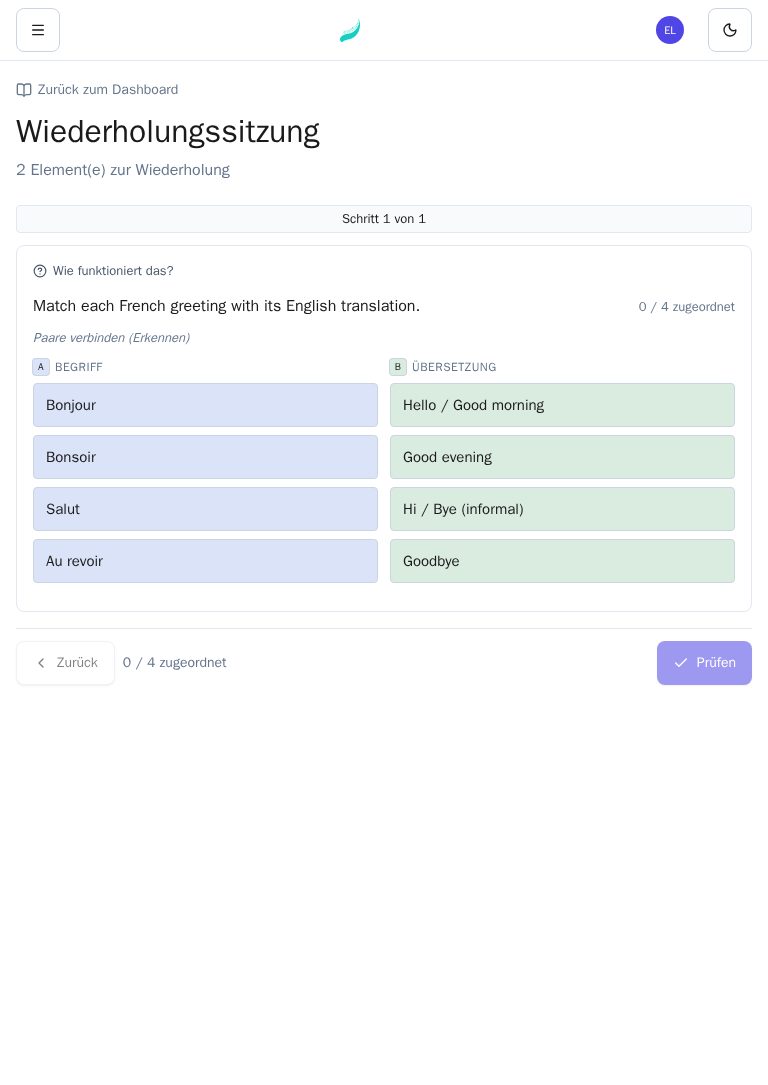 EL
Zurück zum Dashboard
Wiederholungssitzung
2 Element(e) zur Wiederholung
Schritt 1 von 1
Wie funktioniert das?
Match each French greeting with its English translation.
0 / 4 zugeordnet
Paare verbinden (Erkennen)
A BEGRIFF
B ÜBERSETZUNG
Bonjour
Hello / Good morning
Bonsoir
Good evening
Salut
Hi / Bye (informal)
Au revoir
Goodbye
Zurück
0 / 4 zugeordnet
Prüfen